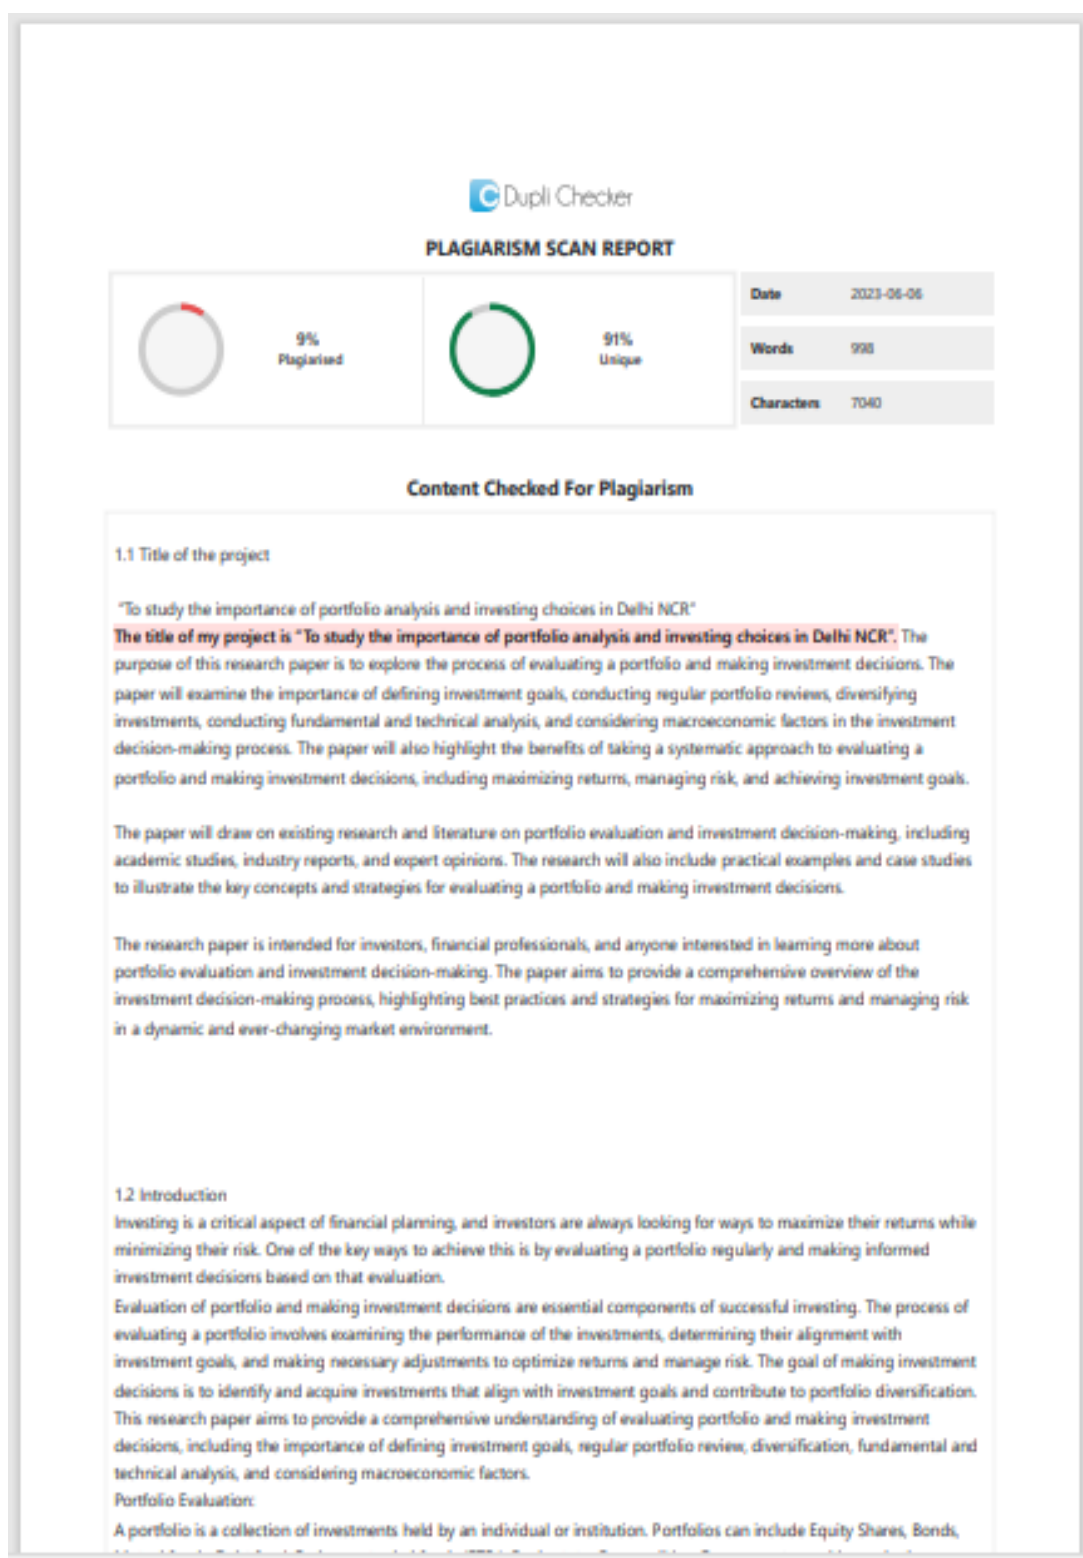 Dupli Checker
PLAGIARISM SCAN REPORT
9%
Plagiarised
91%
Unique
Date 2023-06-06
Words 998
Characters 7040
Content Checked For Plagiarism
1.1 Title of the project
"To study the importance of portfolio analysis and investing choices in Delhi NCR"
The title of my project is "To study the importance of portfolio analysis and investing choices in Delhi NCR". The
purpose of this research paper is to explore the process of evaluating a portfolio and making investment decisions. The
paper will examine the importance of defining investment goals, conducting regular portfolio reviews, diversifying
investments, conducting fundamental and technical analysis, and considering macroeconomic factors in the investment
decision-making process. The paper will also highlight the benefits of taking a systematic approach to evaluating a
portfolio and making investment decisions, including maximizing returns, managing risk, and achieving investment goals.
The paper will draw on existing research and literature on portfolio evaluation and investment decision-making, including
academic studies, industry reports, and expert opinions. The research will also include practical examples and case studies
to illustrate the key concepts and strategies for evaluating a portfolio and making investment decisions.
The research paper is intended for investors, financial professionals, and anyone interested in learning more about
portfolio evaluation and investment decision-making. The paper aims to provide a comprehensive overview of the
investment decision-making process, highlighting best practices and strategies for maximizing returns and managing risk
in a dynamic and ever-changing market environment.
1.2 Introduction
Investing is a critical aspect of financial planning, and investors are always looking for ways to maximize their returns while
minimizing their risk. One of the key ways to achieve this is by evaluating a portfolio regularly and making informed
investment decisions based on that evaluation.
Evaluation of portfolio and making investment decisions are essential components of successful investing. The process of
evaluating a portfolio involves examining the performance of the investments, determining their alignment with
investment goals, and making necessary adjustments to optimize returns and manage risk. The goal of making investment
decisions is to identify and acquire investments that align with investment goals and contribute to portfolio diversification.
This research paper aims to provide a comprehensive understanding of evaluating portfolio and making investment
decisions, including the importance of defining investment goals, regular portfolio review, diversification, fundamental and
technical analysis, and considering macroeconomic factors.
Portfolio Evaluation:
A portfolio is a collection of investments held by an individual or institution. Portfolios can include Equity Shares, Bonds,